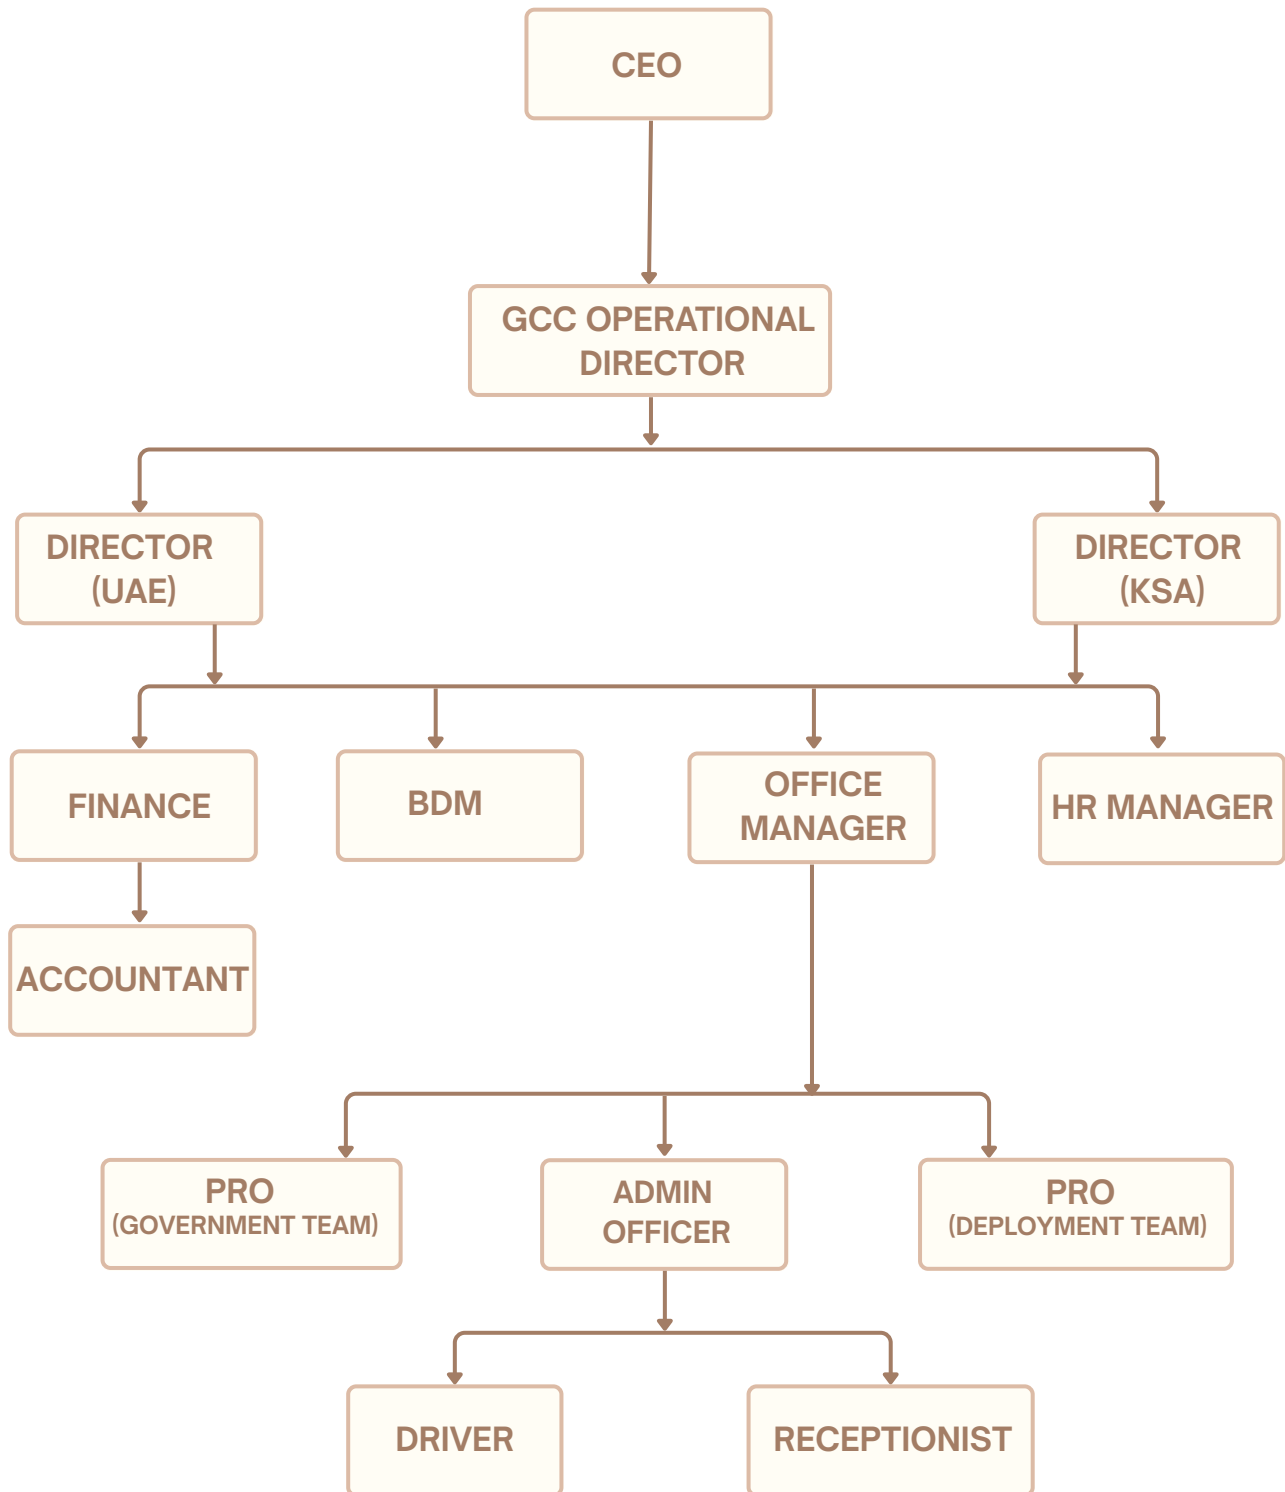 CEO
GCC OPERATIONAL
DIRECTOR
DIRECTOR
(UAE)
DIRECTOR
(KSA)
FINANCE
BDM
OFFICE
MANAGER
HR MANAGER
ACCOUNTANT
PRO
(GOVERNMENT TEAM)
ADMIN
OFFICER
PRO
(DEPLOYMENT TEAM)
DRIVER
RECEPTIONIST